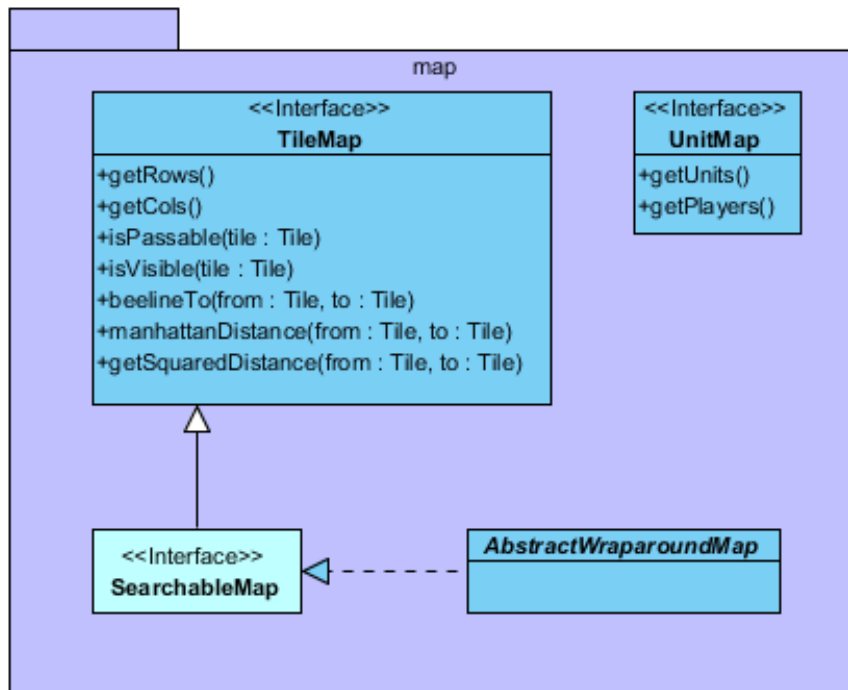 map
<<Interface>>
TileMap
+getRows()
+getCols()
+isPassable(tile : Tile)
+isVisible(tile : Tile)
+beelineTo(from : Tile, to : Tile)
+manhattanDistance(from : Tile, to : Tile)
+getSquaredDistance(from : Tile, to : Tile)
<<Interface>>
UnitMap
+getUnits()
+getPlayers()
<<Interface>>
SearchableMap
AbstractWraparoundMap